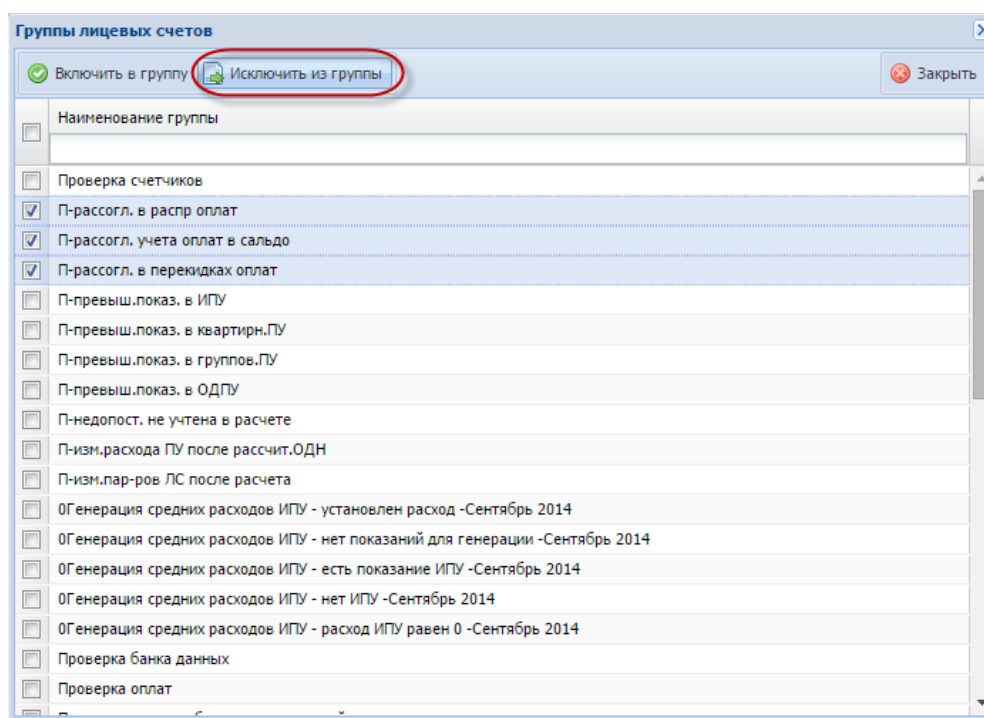 Группы лицевых счетов
Включить в группу Исключить из группы Закрыть
Наименование группы
Проверка счетчиков
П-рассогл. в распр оплат
П-рассогл. учета оплат в сальдо
П-рассогл. в перекидках оплат
П-превыш.показ. в ИПУ
П-превыш.показ. в квартирн.ПУ
П-превыш.показ. в группов.ПУ
П-превыш.показ. в ОДПУ
П-недопост. не учтена в расчете
П-изм.расхода ПУ после рассчит.ОДН
П-изм.пар-ров ЛС после расчета
0Генерация средних расходов ИПУ - установлен расход -Сентябрь 2014
0Генерация средних расходов ИПУ - нет показаний для генерации -Сентябрь 2014
0Генерация средних расходов ИПУ - есть показание ИПУ -Сентябрь 2014
0Генерация средних расходов ИПУ - нет ИПУ -Сентябрь 2014
0Генерация средних расходов ИПУ - расход ИПУ равен 0 -Сентябрь 2014
Проверка банка данных
Проверка оплат